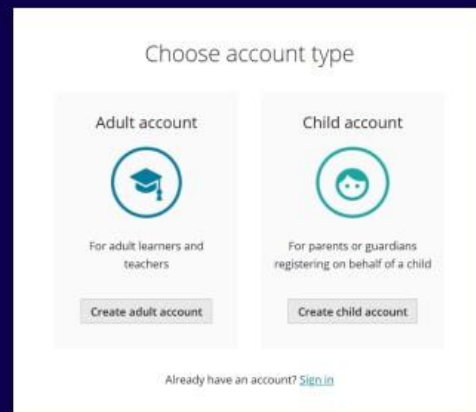 Choose account type
Adult account
For adult learners and
teachers
Create adult account
Child account
For parents or guardians
registering on behalf of a child
Create child account
Already have an account? Sign in